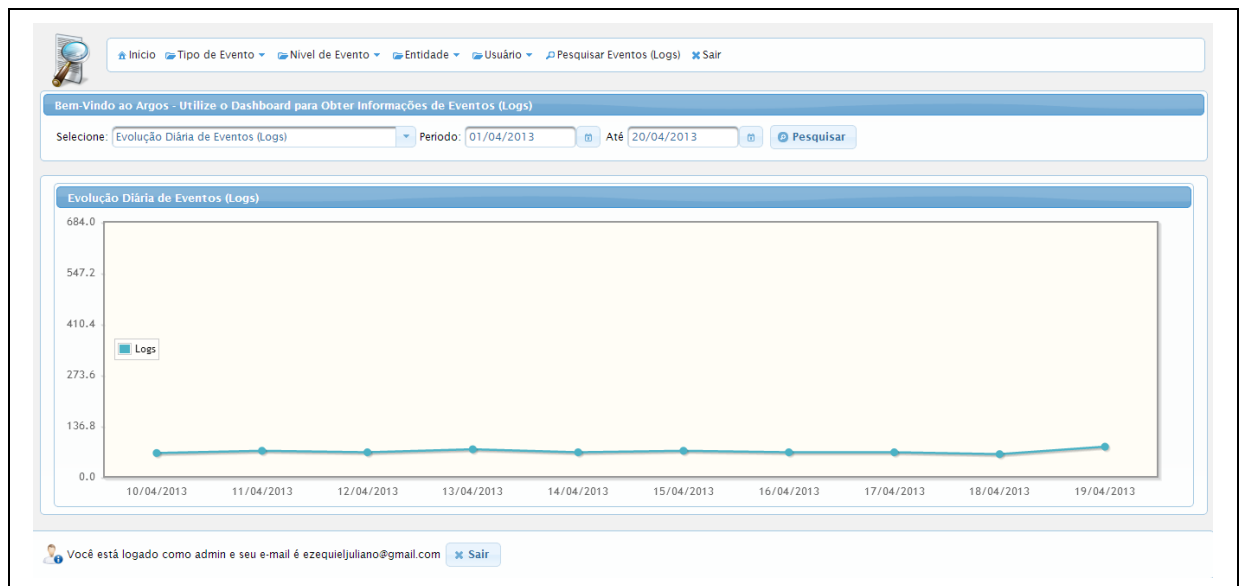 Inicio Tipo de Evento Nivel de Evento Entidade Usuário Pesquisar Eventos (Logs) Sair
Bem-Vindo ao Argos - Utilize o Dashboard para Obter Informações de Eventos (Logs)
Selecione: Evolução Diária de Eventos (Logs) Periodo: 01/04/2013 Até 20/04/2013 Pesquisar
Evolução Diária de Eventos (Logs)
684.0
547.2
410.4
Logs
273.6
136.8
0.0
10/04/2013 11/04/2013 12/04/2013 13/04/2013 14/04/2013 15/04/2013 16/04/2013 17/04/2013 18/04/2013 19/04/2013
Você está logado como admin e seu e-mail é ezequieljuliano@gmail.com Sair